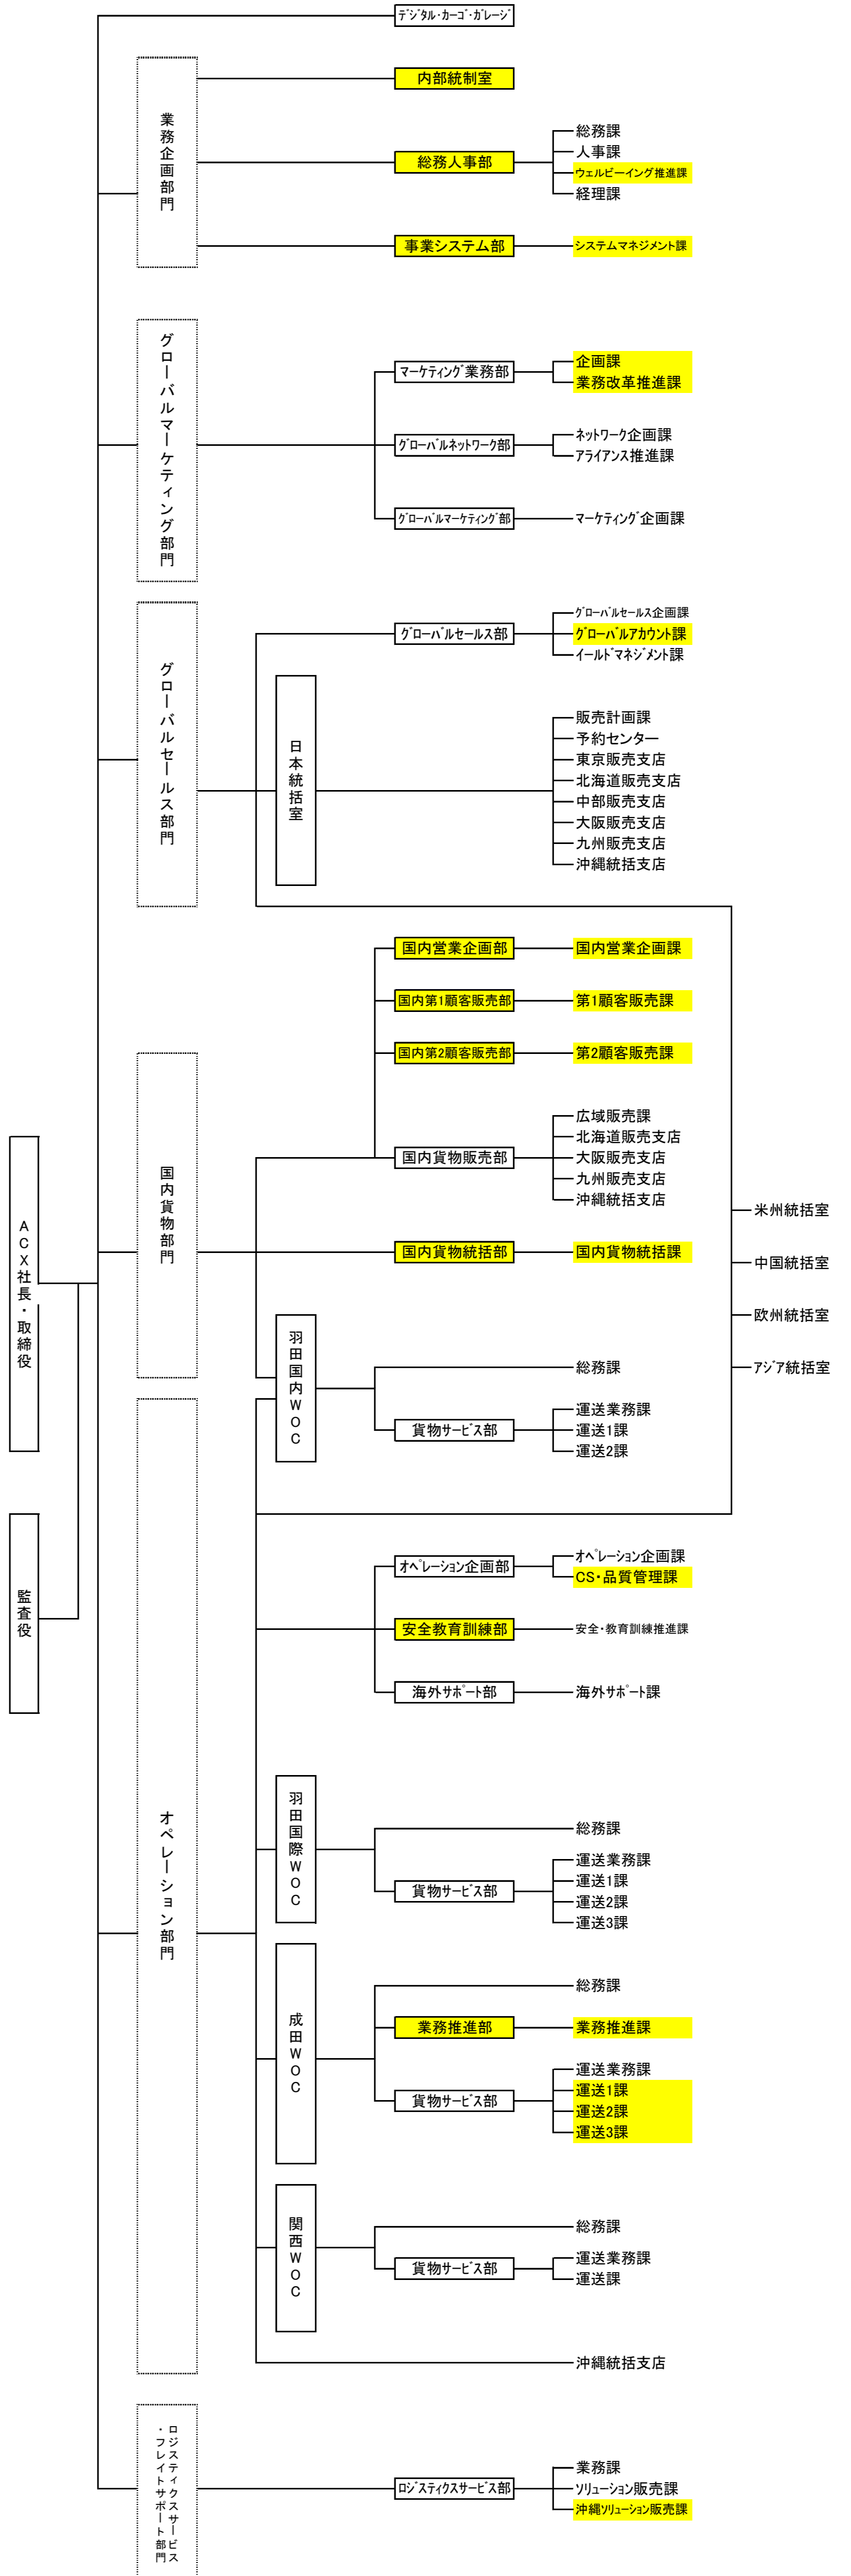 デジタル・カーゴ・ガレージ
業務企画部門
内部統制室
総務人事部
総務課
人事課
ウェルビーイング推進課
経理課
事業システム部
システムマネジメント課
グローバルマーケティング部門
マーケティング業務部
企画課
業務改革推進課
グローバルネットワーク部
ネットワーク企画課
アライアンス推進課
グローバルマーケティング部
マーケティング企画課
グローバルセールス部門
グローバルセールス部
グローバルセールス企画課
グローバルアカウント課
イールドマネジメント課
日本統括室
販売計画課
予約センター
東京販売支店
北海道販売支店
中部販売支店
大阪販売支店
九州販売支店
沖縄統括支店
国内貨物部門
国内営業企画部
国内営業企画課
国内第1顧客販売部
第1顧客販売課
国内第2顧客販売部
第2顧客販売課
国内貨物販売部
広域販売課
北海道販売支店
大阪販売支店
九州販売支店
沖縄統括支店
国内貨物統括部
国内貨物統括課
米州統括室
中国統括室
欧州統括室
アジア統括室
ACX社長・取締役
監査役
羽田国内WOC
総務課
貨物サービス部
運送業務課
運送1課
運送2課
オペレーション部門
オペレーション企画部
オペレーション企画課
CS・品質管理課
安全教育訓練部
安全・教育訓練推進課
海外サポート部
海外サポート課
羽田国際WOC
総務課
貨物サービス部
運送業務課
運送1課
運送2課
運送3課
成田WOC
総務課
業務推進部
業務推進課
貨物サービス部
運送業務課
運送1課
運送2課
運送3課
関西WOC
総務課
貨物サービス部
運送業務課
運送課
沖縄統括支店
ロジスティクスサービス
・フレイトサポート部門
ロジスティクスサービス部
業務課
ソリューション販売課
沖縄ソリューション販売課